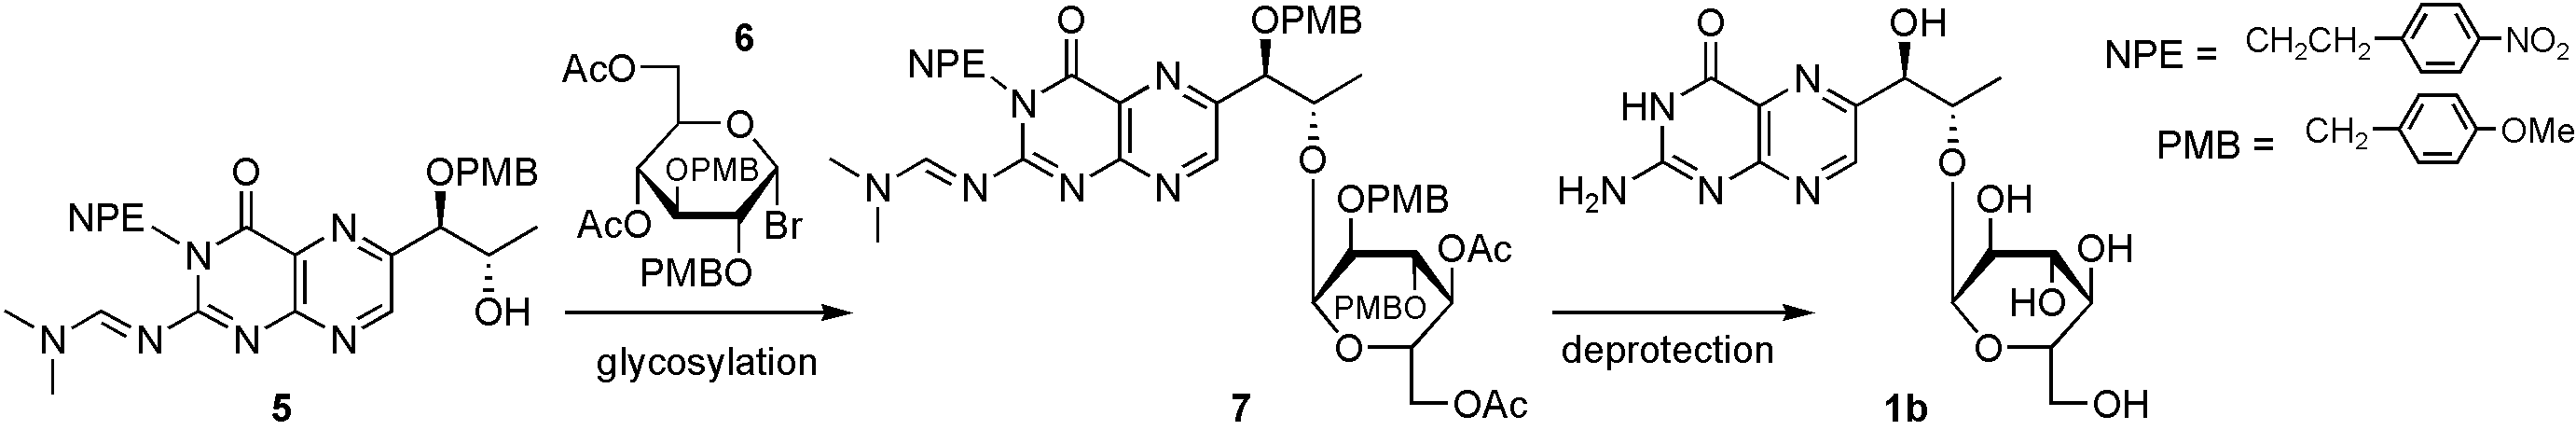 O
OPMB
NPE
N
N
N
N
N
N
OH
5
6
AcO
O
OPMB
AcO
Br
PMBO
glycosylation
O
OPMB
NPE
N
N
N
N
N
N
O
OPMB
OAc
PMBO
O
OAc
7
deprotection
O
OH
HN
N
H2N
N
N
O
OH
OH
HO
O
OH
1b
NPE = CH2CH2 NO2
PMB = CH2 OMe